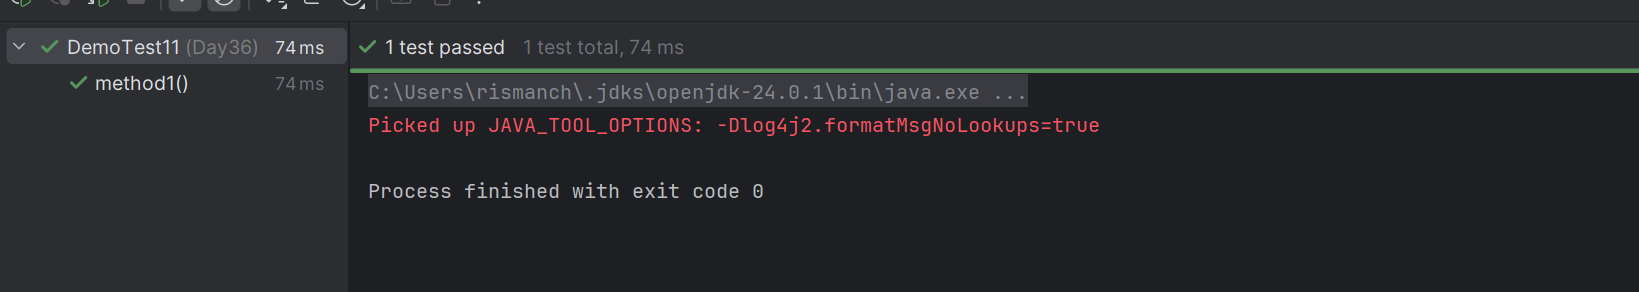 DemoTest11 (Day36) 74 ms
method1() 74 ms
1 test passed 1 test total, 74 ms
C:\Users\rismanch\.jdks\openjdk-24.0.1\bin\java.exe ...
Picked up JAVA_TOOL_OPTIONS: -Dlog4j2.formatMsgNoLookups=true
Process finished with exit code 0